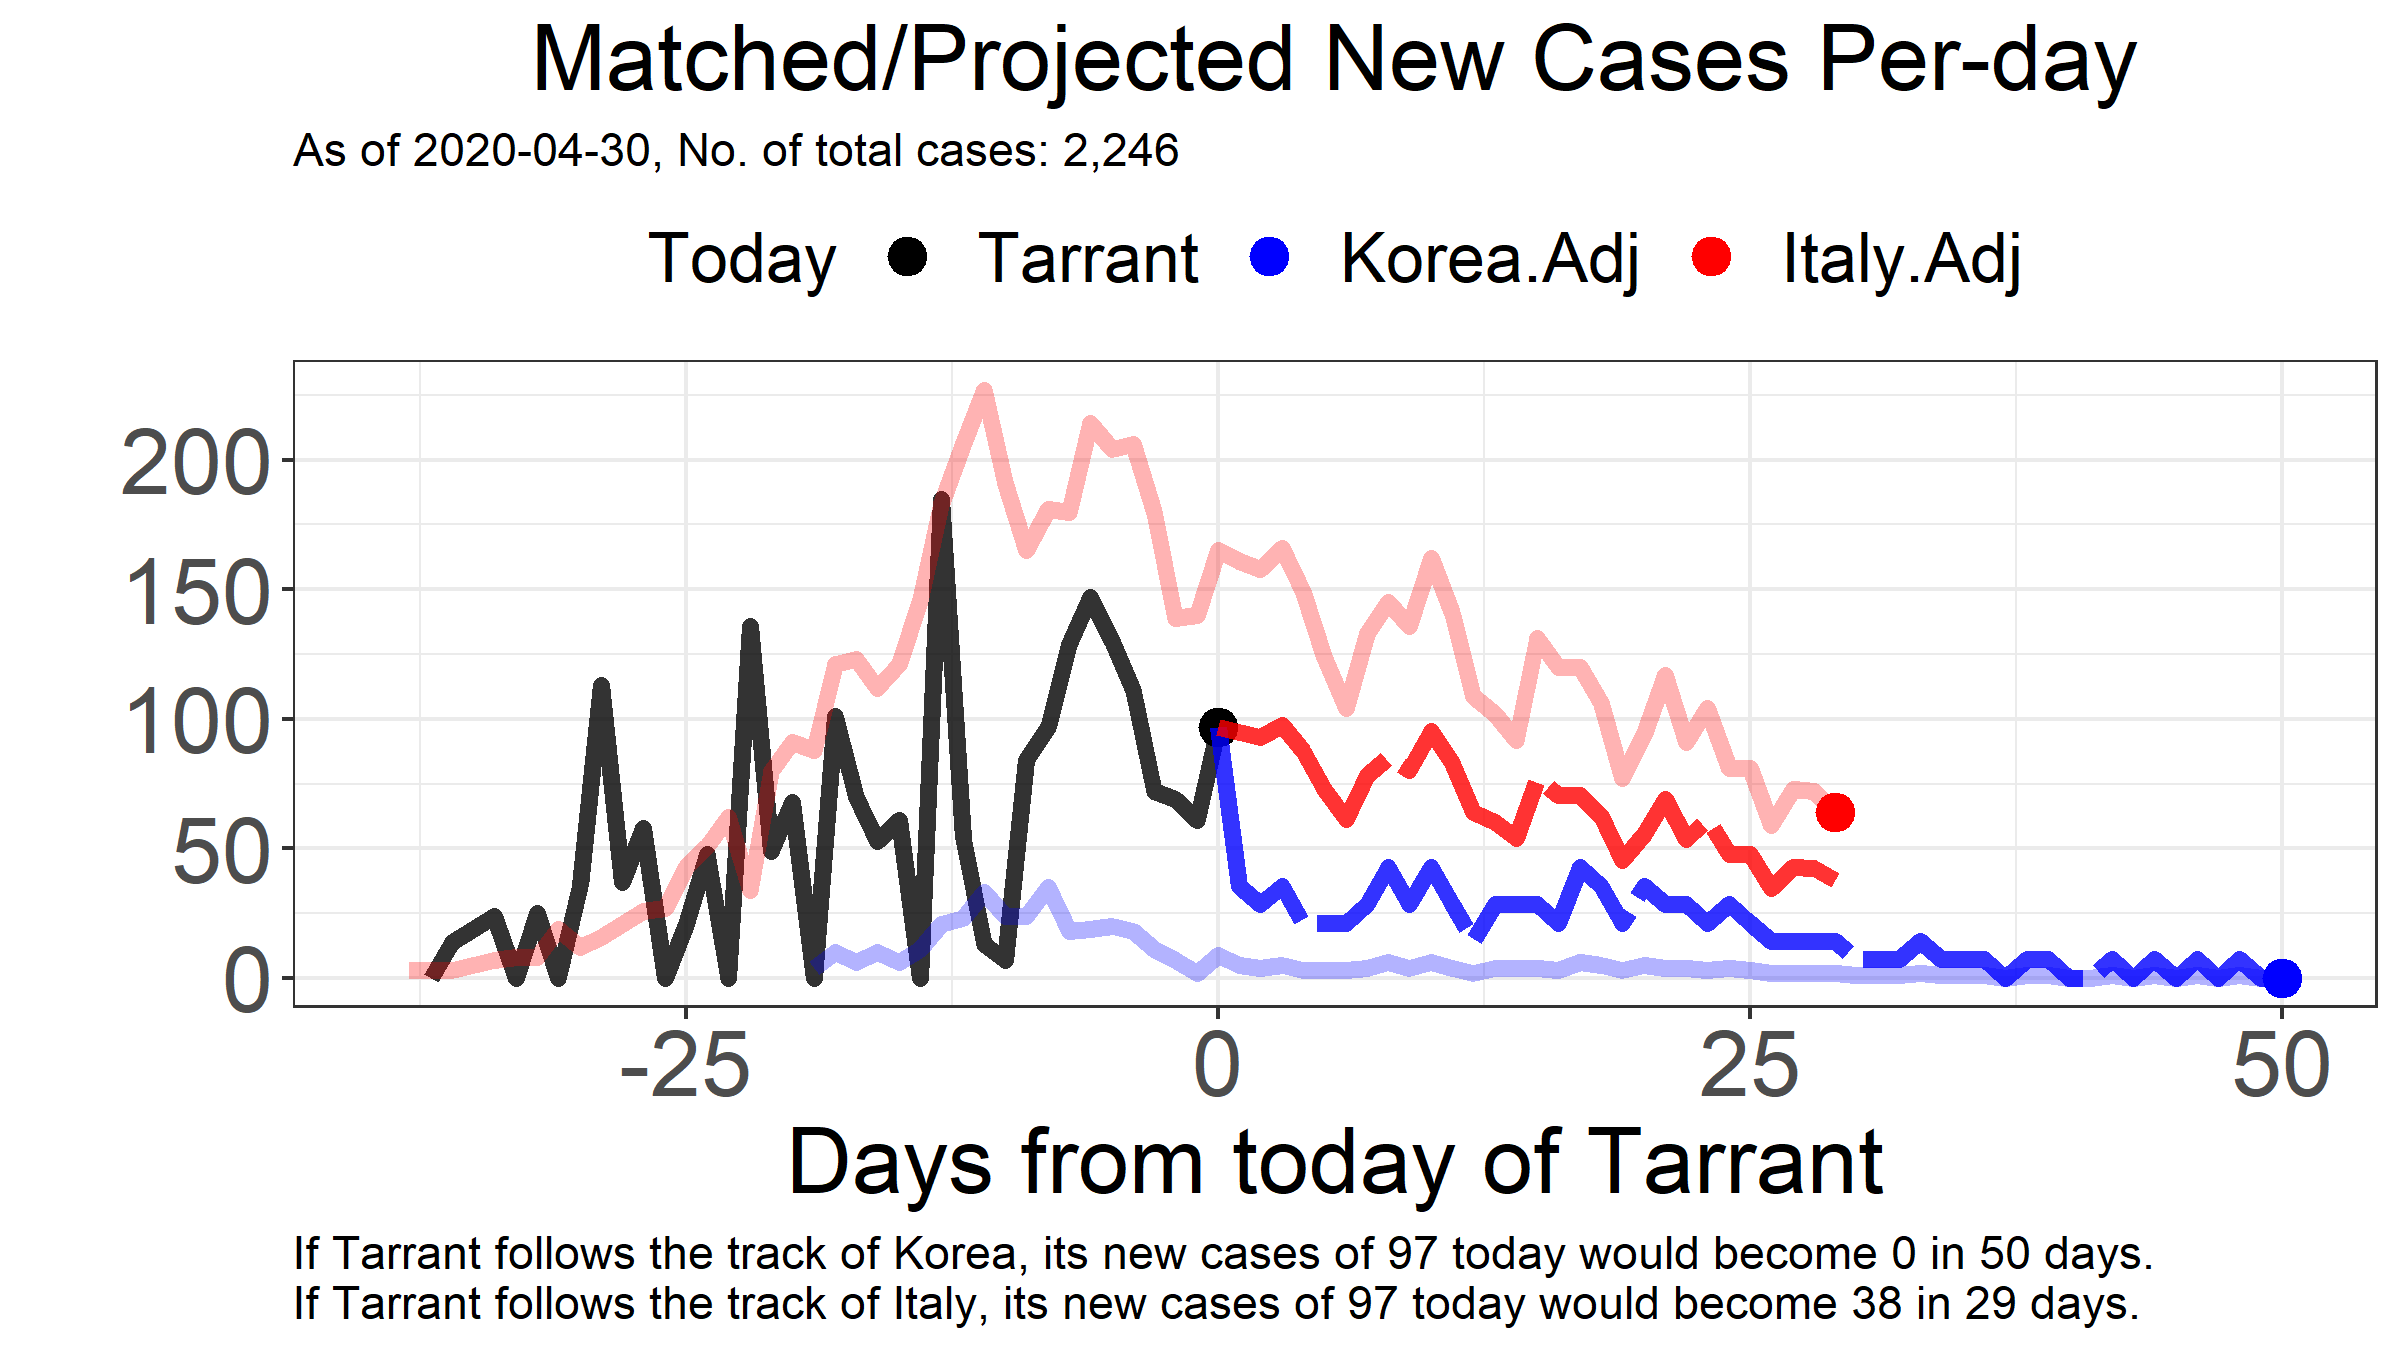 Matched/Projected New Cases Per-day
As of 2020-04-30, No. of total cases: 2,246
Today Tarrant Korea.Adj Italy.Adj
200
150
100
50
0
-25 0 25 50
Days from today of Tarrant
If Tarrant follows the track of Korea, its new cases of 97 today would become 0 in 50 days.
If Tarrant follows the track of Italy, its new cases of 97 today would become 38 in 29 days.